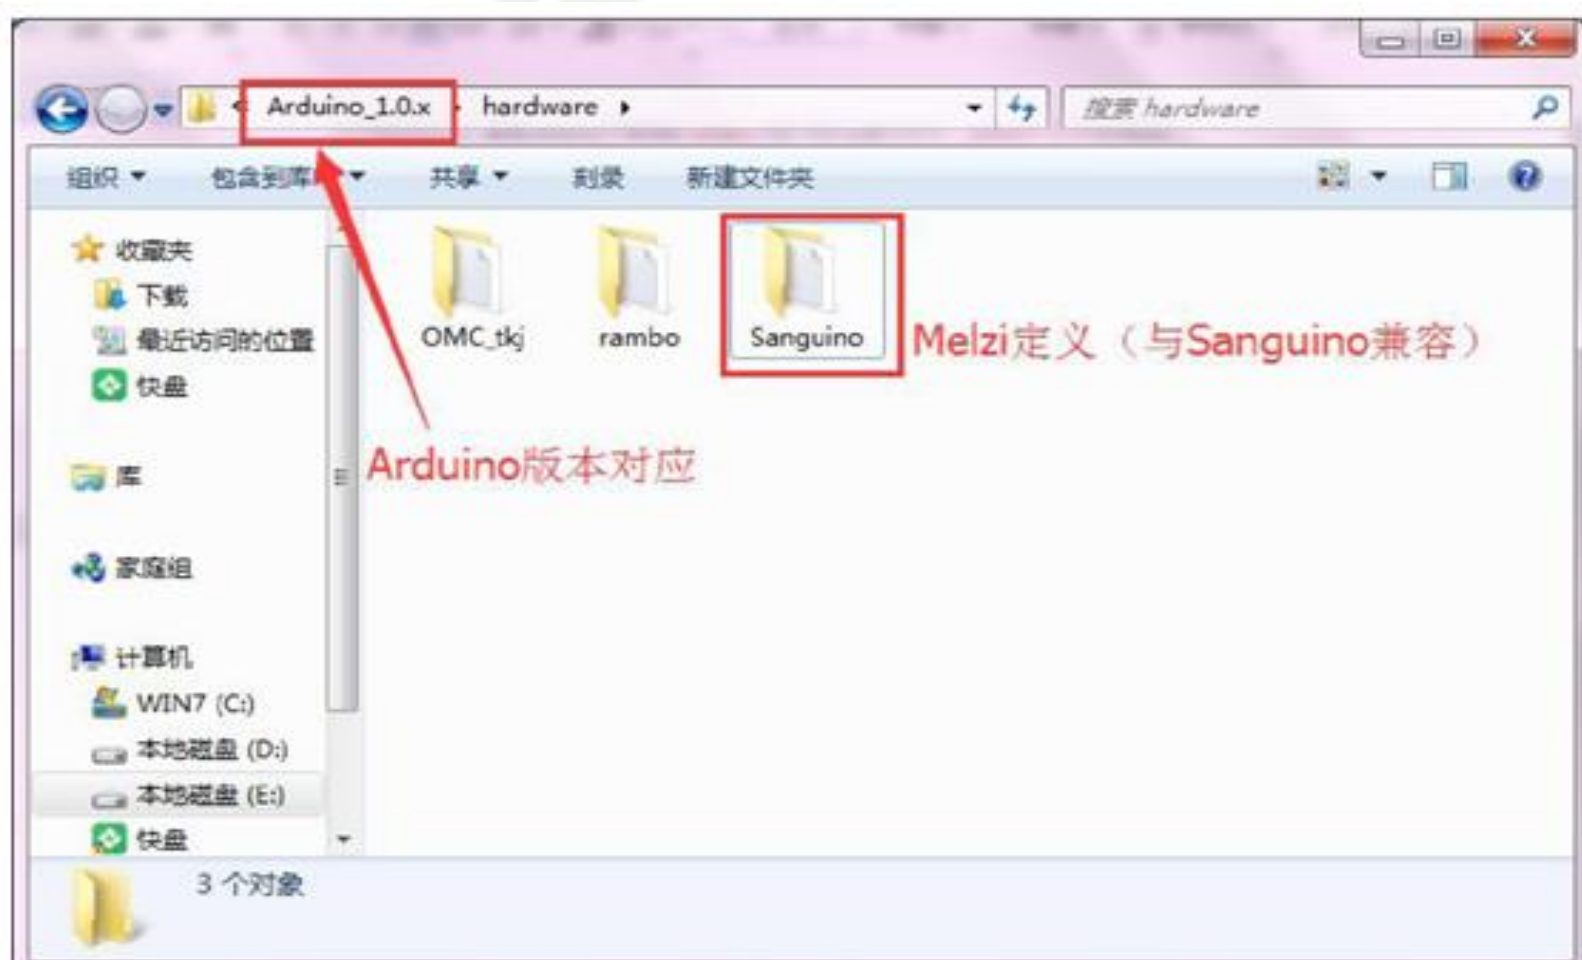 Arduino_1.0.x hardware
搜索 hardware
组织 包含到库 共享 刻录 新建文件夹
收藏夹
下载
最近访问的位置
快盘
库
家庭组
计算机
WIN7 (C:)
本地磁盘 (D:)
本地磁盘 (E:)
快盘
OMC_tkj rambo Sanguino
Melzi定义（与Sanguino兼容）
Arduino版本对应
3 个对象